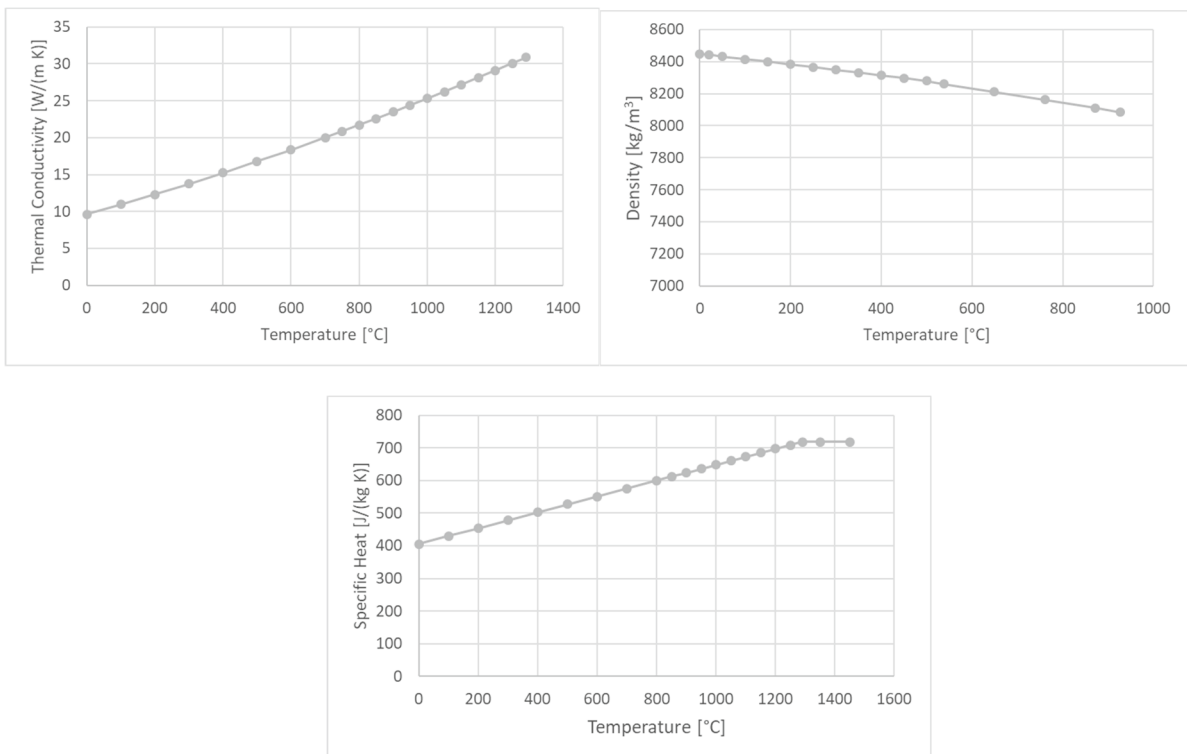 Thermal Conductivity [W/(m K)]
35
30
25
20
15
10
5
0
0 200 400 600 800 1000 1200 1400
Temperature [°C]
Density [kg/m³]
8600
8400
8200
8000
7800
7600
7400
7200
7000
0 200 400 600 800 1000
Temperature [°C]
Specific Heat [J/(kg K)]
800
700
600
500
400
300
200
100
0
0 200 400 600 800 1000 1200 1400 1600
Temperature [°C]